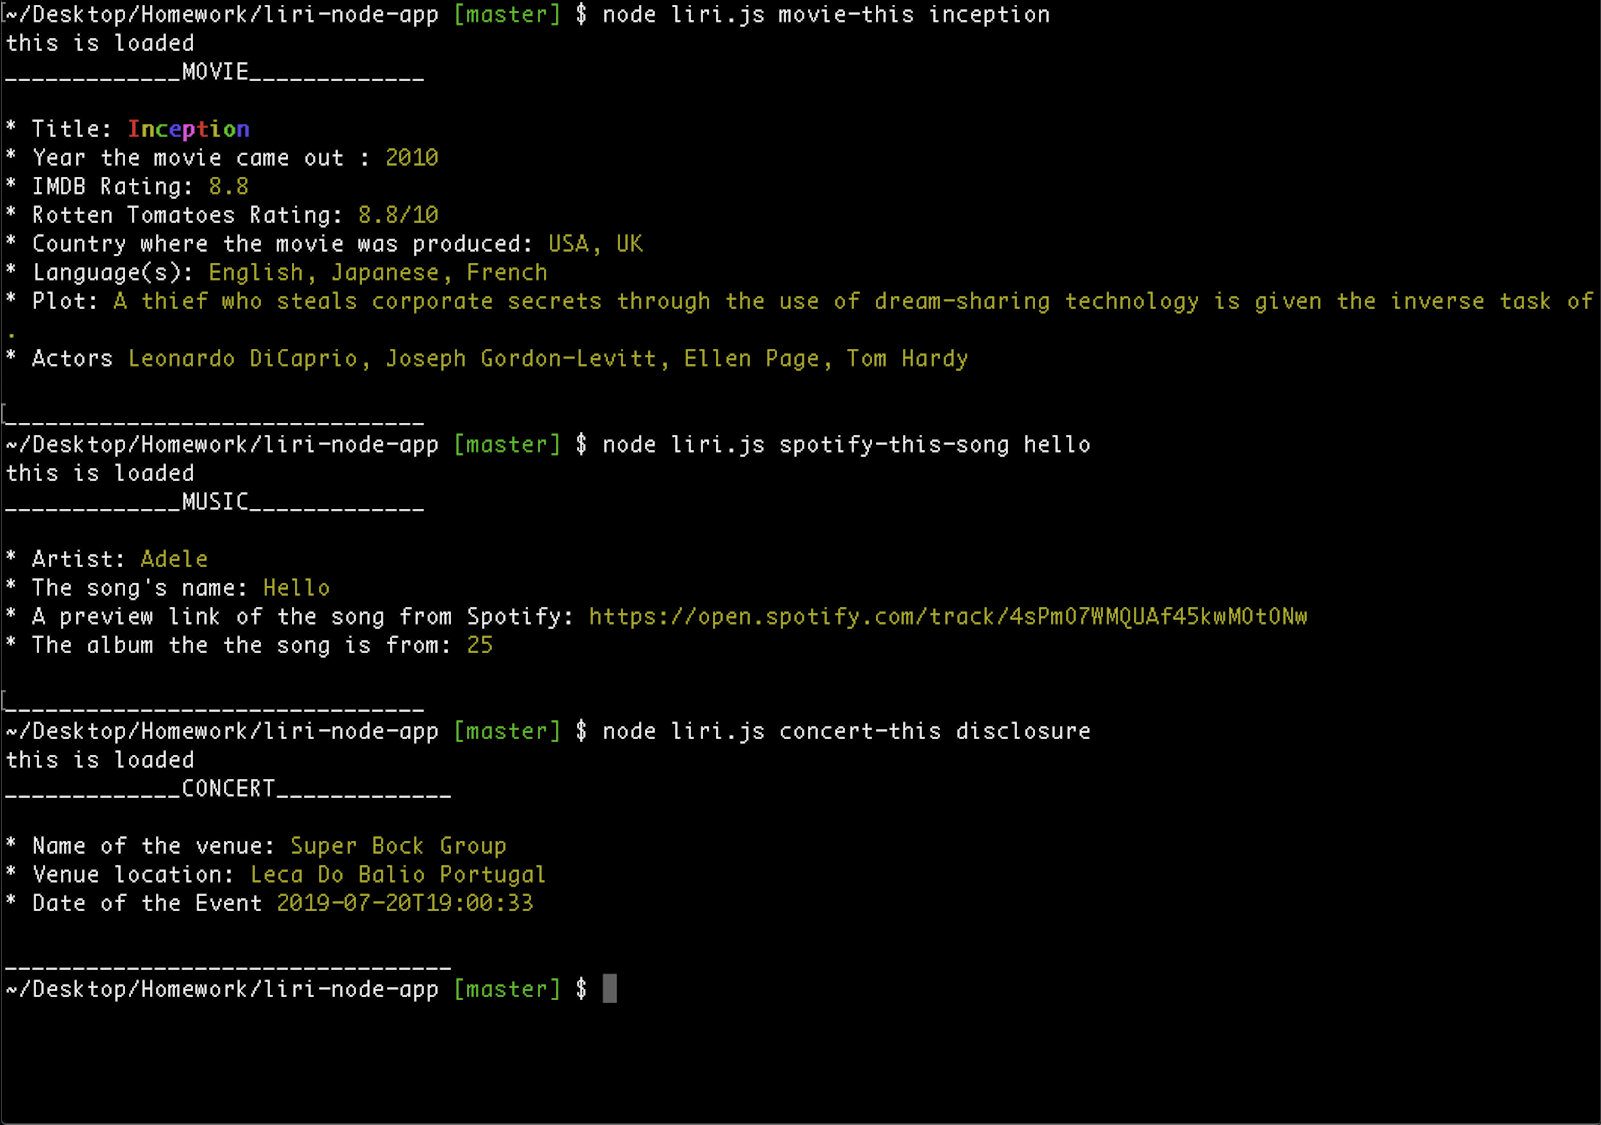 ~/Desktop/Homework/liri-node-app [master] $ node liri.js movie-this inception
this is loaded
_____________MOVIE_____________
* Title: Inception
* Year the movie came out : 2010
* IMDB Rating: 8.8
* Rotten Tomatoes Rating: 8.8/10
* Country where the movie was produced: USA, UK
* Language(s): English, Japanese, French
* Plot: A thief who steals corporate secrets through the use of dream-sharing technology is given the inverse task of
.
* Actors Leonardo DiCaprio, Joseph Gordon-Levitt, Ellen Page, Tom Hardy
_______________________________
~/Desktop/Homework/liri-node-app [master] $ node liri.js spotify-this-song hello
this is loaded
_____________MUSIC_____________
* Artist: Adele
* The song's name: Hello
* A preview link of the song from Spotify: https://open.spotify.com/track/4sPmO7WMQUAf45kwMOtONw
* The album the the song is from: 25
_______________________________
~/Desktop/Homework/liri-node-app [master] $ node liri.js concert-this disclosure
this is loaded
_____________CONCERT_____________
* Name of the venue: Super Bock Group
* Venue location: Leca Do Balio Portugal
* Date of the Event 2019-07-20T19:00:33
_________________________________
~/Desktop/Homework/liri-node-app [master] $